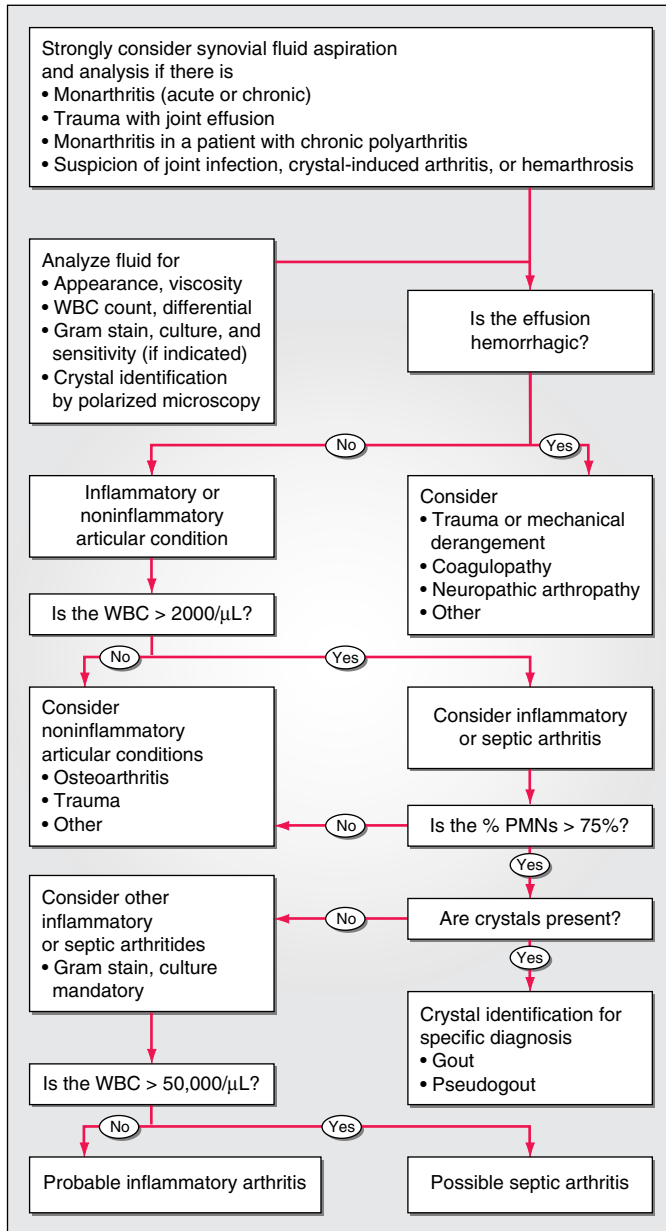 Strongly consider synovial fluid aspiration
and analysis if there is
• Monarthritis (acute or chronic)
• Trauma with joint effusion
• Monarthritis in a patient with chronic polyarthritis
• Suspicion of joint infection, crystal-induced arthritis, or hemarthrosis
Analyze fluid for
• Appearance, viscosity
• WBC count, differential
• Gram stain, culture, and
sensitivity (if indicated)
• Crystal identification
by polarized microscopy
Is the effusion
hemorrhagic?
No
Yes
Inflammatory or
noninflammatory
articular condition
Consider
• Trauma or mechanical
derangement
• Coagulopathy
• Neuropathic arthropathy
• Other
Is the WBC > 2000/μL?
No
Yes
Consider
noninflammatory
articular conditions
• Osteoarthritis
• Trauma
• Other
Consider inflammatory
or septic arthritis
No
Is the % PMNs > 75%?
Yes
Consider other
inflammatory
or septic arthritides
• Gram stain, culture
mandatory
No
Are crystals present?
Yes
Crystal identification for
specific diagnosis
• Gout
• Pseudogout
Is the WBC > 50,000/μL?
No
Yes
Probable inflammatory arthritis
Possible septic arthritis